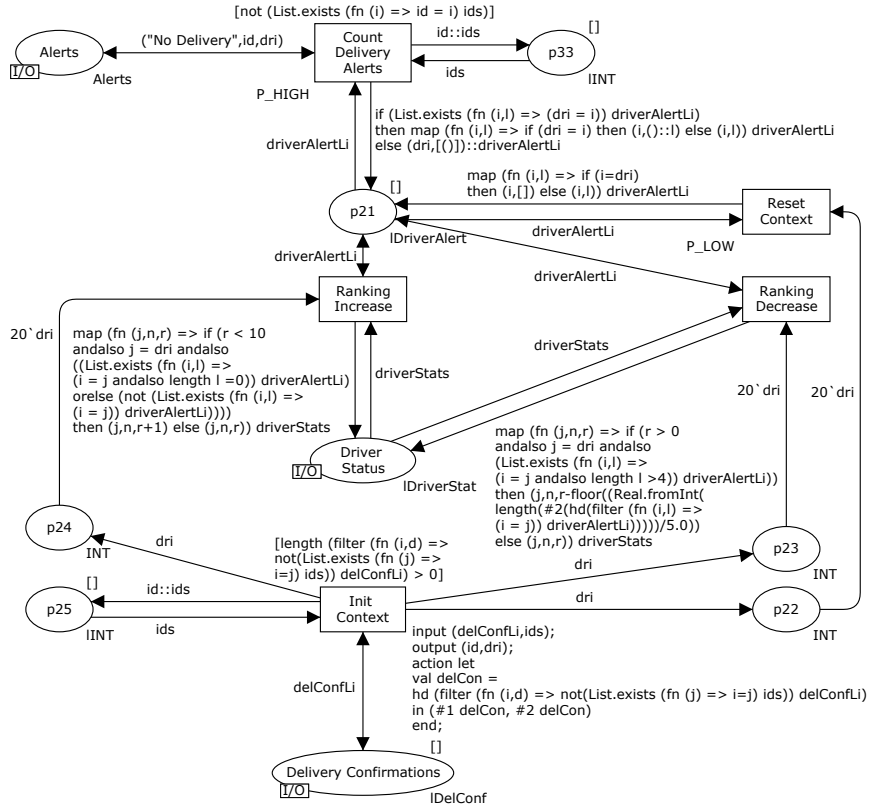 [not (List.exists (fn (i) => id = i) ids)]
Alerts
I/O
Alerts
("No Delivery",id,dri)
Count
Delivery
Alerts
P_HIGH
id::ids
ids
p33
[]
lINT
driverAlertLi
if (List.exists (fn (i,l) => (dri = i)) driverAlertLi)
then map (fn (i,l) => if (dri = i) then (i,()::l) else (i,l)) driverAlertLi
else (dri,[()])::driverAlertLi
map (fn (i,l) => if (i=dri)
then (i,[]) else (i,l)) driverAlertLi
p21
[]
lDriverAlert
driverAlertLi
Reset
Context
P_LOW
driverAlertLi
driverAlertLi
Ranking
Increase
Ranking
Decrease
20`dri
map (fn (j,n,r) => if (r < 10
andalso j = dri andalso
((List.exists (fn (i,l) =>
(i = j andalso length l =0)) driverAlertLi)
orelse (not (List.exists (fn (i,l) =>
(i = j)) driverAlertLi))))
then (j,n,r+1) else (j,n,r)) driverStats
driverStats
driverStats
20`dri
20`dri
Driver
Status
I/O
lDriverStat
map (fn (j,n,r) => if (r > 0
andalso j = dri andalso
(List.exists (fn (i,l) =>
(i = j andalso length l >4)) driverAlertLi))
then (j,n,r-floor((Real.fromInt(
length(#2(hd(filter (fn (i,l) =>
(i = j)) driverAlertLi)))))/5.0))
else (j,n,r)) driverStats
p24
INT
dri
[length (filter (fn (i,d) =>
not(List.exists (fn (j) =>
i=j) ids)) delConfLi) > 0]
dri
p23
INT
p25
[]
lINT
id::ids
ids
Init
Context
dri
p22
INT
input (delConfLi,ids);
output (id,dri);
action let
val delCon =
hd (filter (fn (i,d) => not(List.exists (fn (j) => i=j) ids)) delConfLi)
in (#1 delCon, #2 delCon)
end;
delConfLi
Delivery Confirmations
[]
I/O
lDelConf